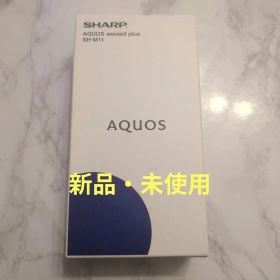 SHARP
AQUOS sense3 plus
SH-M11
AQUOS
新品・未使用